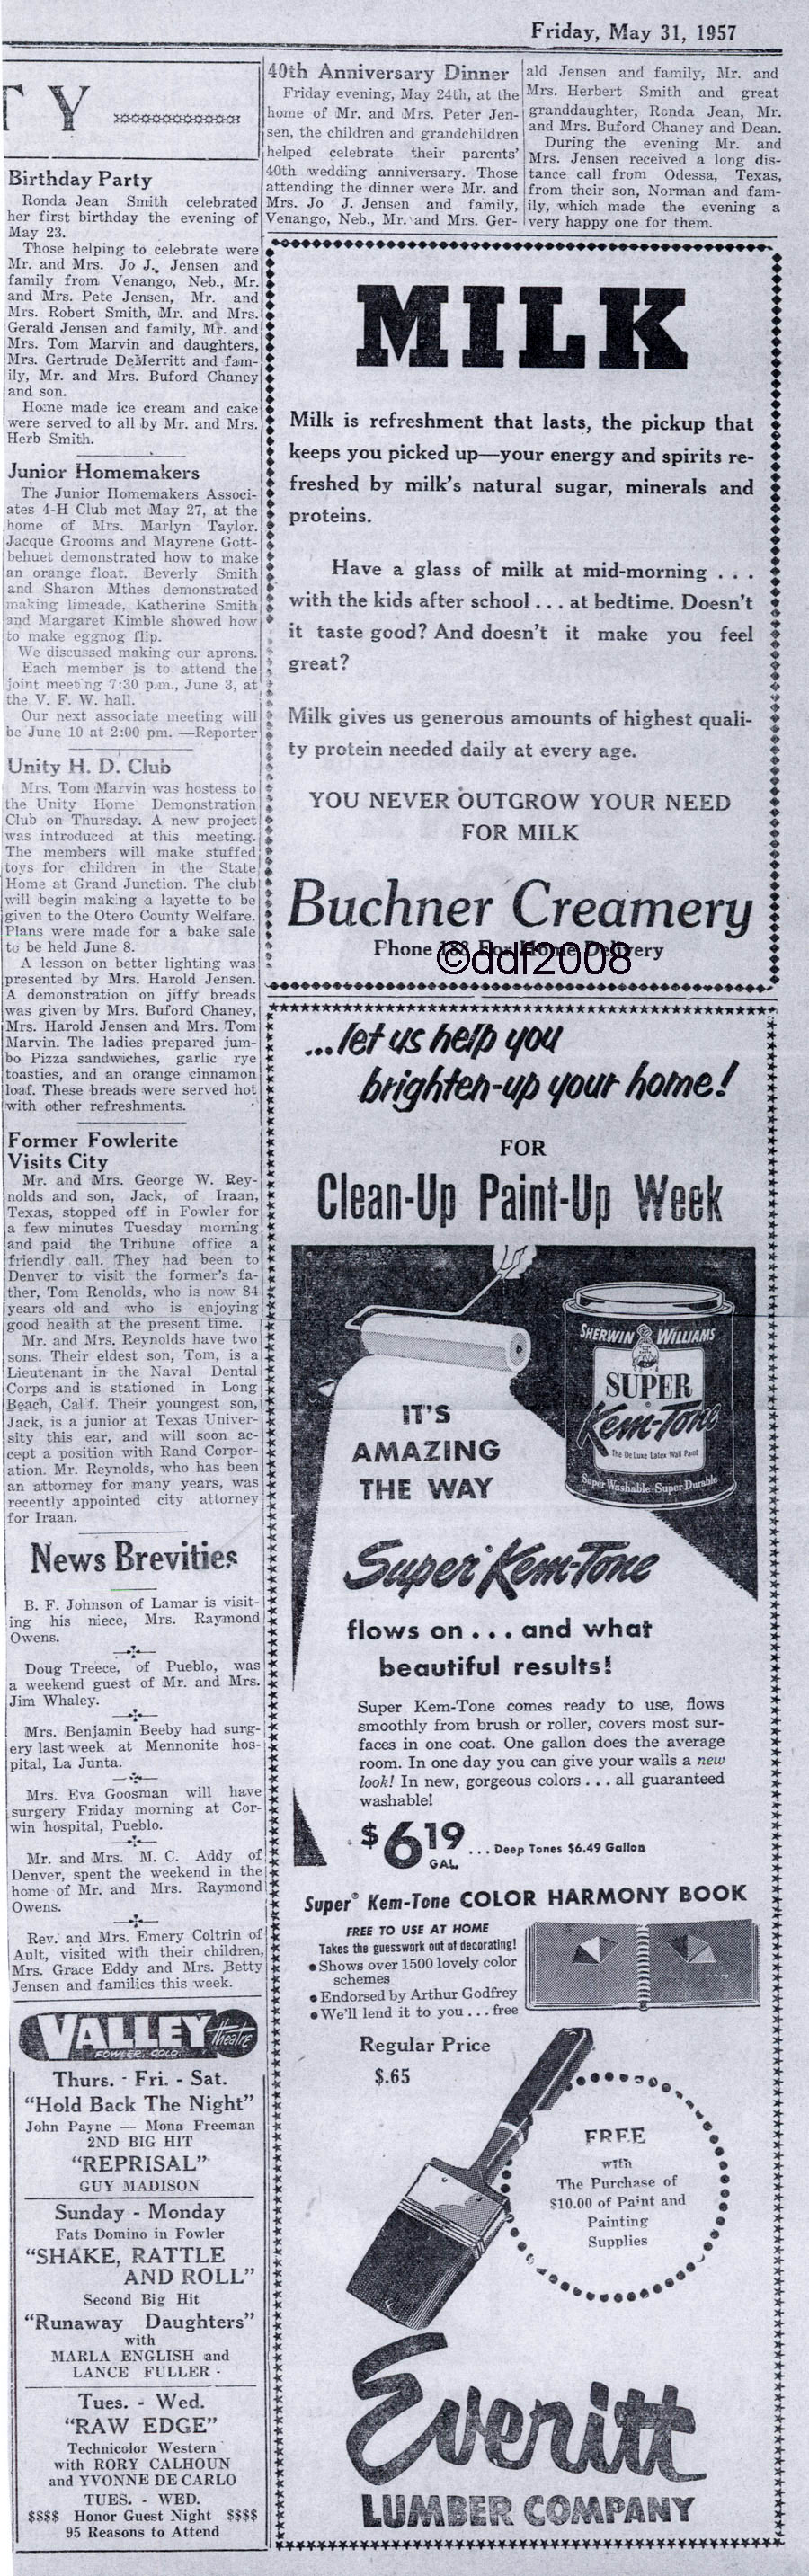 Friday, May 31, 1957
TY
Birthday Party
Ronda Jean Smith celebrated
her first birthday the evening of
May 23.
Those helping to celebrate were
Mr. and Mrs. Jo J. Jensen and
family from Venango, Neb., Mr.
and Mrs. Pete Jensen, Mr. and
Mrs. Robert Smith, Mr. and Mrs.
Gerald Jensen and family, Mr. and
Mrs. Tom Marvin and daughters,
Mrs. Gertrude DeMerritt and fam-
ily, Mr. and Mrs. Buford Chaney
and son.
Home made ice cream and cake
were served to all by Mr. and Mrs.
Herb Smith.
Junior Homemakers
The Junior Homemakers Associ-
ates 4-H Club met May 27, at the
home of Mrs. Marlyn Taylor.
Jacque Grooms and Mayrene Gott-
behuet demonstrated how to make
an orange float. Beverly Smith
and Sharon Mthes demonstrated
making limeade, Katherine Smith
and Margaret Kimble showed how
to make eggnog flip.
We discussed making our aprons.
Each member is to attend the
joint meeting 7:30 p.m., June 3, at
the V. F. W. hall.
Our next associate meeting will
be June 10 at 2:00 pm. —Reporter
Unity H. D. Club
Mrs. Tom Marvin was hostess to
the Unity Home Demonstration
Club on Thursday. A new project
was introduced at this meeting.
The members will make stuffed
toys for children in the State
Home at Grand Junction. The club
will begin making a layette to be
given to the Otero County Welfare.
Plans were made for a bake sale
to be held June 8.
A lesson on better lighting was
presented by Mrs. Harold Jensen.
A demonstration on jiffy breads
was given by Mrs. Buford Chaney,
Mrs. Harold Jensen and Mrs. Tom
Marvin. The ladies prepared jum-
bo Pizza sandwiches, garlic rye
toasties, and an orange cinnamon
loaf. These breads were served hot
with other refreshments.
Former Fowlerite
Visits City
Mr. and Mrs. George W. Rey-
nolds and son, Jack, of Iraan,
Texas, stopped off in Fowler for
a few minutes Tuesday morning
and paid the Tribune office a
friendly call. They had been to
Denver to visit the former's fa-
ther, Tom Renolds, who is now 84
years old and who is enjoying
good health at the present time.
Mr. and Mrs. Reynolds have two
sons. Their eldest son, Tom, is a
Lieutenant in the Naval Dental
Corps and is stationed in Long
Beach, Calif. Their youngest son,
Jack, is a junior at Texas Univer-
sity this ear, and will soon ac-
cept a position with Rand Corpor-
ation. Mr. Reynolds, who has been
an attorney for many years, was
recently appointed city attorney
for Iraan.
News Brevities
B. F. Johnson of Lamar is visit-
ing his niece, Mrs. Raymond
Owens.
Doug Treece, of Pueblo, was
a weekend guest of Mr. and Mrs.
Jim Whaley.
Mrs. Benjamin Beeby had surg-
ery last week at Mennonite hos-
pital, La Junta.
Mrs. Eva Goosman will have
surgery Friday morning at Cor-
win hospital, Pueblo.
Mr. and Mrs. M. C. Addy of
Denver, spent the weekend in the
home of Mr. and Mrs. Raymond
Owens.
Rev. and Mrs. Emery Coltrin of
Ault, visited with their children,
Mrs. Grace Eddy and Mrs. Betty
Jensen and families this week.
VALLEY Theatre
FOWLER, COLO.
Thurs. - Fri. - Sat.
"Hold Back The Night"
John Payne — Mona Freeman
2ND BIG HIT
"REPRISAL"
GUY MADISON
Sunday - Monday
Fats Domino in Fowler
"SHAKE, RATTLE
AND ROLL"
Second Big Hit
"Runaway Daughters"
with
MARLA ENGLISH and
LANCE FULLER -
Tues. - Wed.
"RAW EDGE"
Technicolor Western
with RORY CALHOUN
and YVONNE DE CARLO
TUES. - WED.
$$$$ Honor Guest Night $$$$
95 Reasons to Attend
40th Anniversary Dinner
Friday evening, May 24th, at the
home of Mr. and Mrs. Peter Jen-
sen, the children and grandchildren
helped celebrate their parents'
40th wedding anniversary. Those
attending the dinner were Mr. and
Mrs. Jo J. Jensen and family,
Venango, Neb., Mr. and Mrs. Ger-
ald Jensen and family, Mr. and
Mrs. Herbert Smith and great
granddaughter, Ronda Jean, Mr.
and Mrs. Buford Chaney and Dean.
During the evening Mr. and
Mrs. Jensen received a long dis-
tance call from Odessa, Texas,
from their son, Norman and fam-
ily, which made the evening a
very happy one for them.
MILK
Milk is refreshment that lasts, the pickup that
keeps you picked up—your energy and spirits re-
freshed by milk's natural sugar, minerals and
proteins.
Have a glass of milk at mid-morning . . .
with the kids after school . . . at bedtime. Doesn't
it taste good? And doesn't it make you feel
great?
Milk gives us generous amounts of highest quali-
ty protein needed daily at every age.
YOU NEVER OUTGROW YOUR NEED
FOR MILK
Buchner Creamery
Phone 188 For Home Delivery
©ddf2008
...let us help you
brighten-up your home!
FOR
Clean-Up Paint-Up Week
SHERWIN WILLIAMS
SUPER
Kem-Tone
The DeLuxe Latex Wall Paint
Super Washable-Super Durable
IT'S
AMAZING
THE WAY
Super Kem-Tone
flows on . . . and what
beautiful results!
Super Kem-Tone comes ready to use, flows
smoothly from brush or roller, covers most sur-
faces in one coat. One gallon does the average
room. In one day you can give your walls a new
look! In new, gorgeous colors . . . all guaranteed
washable!
$6.19 GAL. ... Deep Tones $6.49 Gallon
Super® Kem-Tone COLOR HARMONY BOOK
FREE TO USE AT HOME
Takes the guesswork out of decorating!
• Shows over 1500 lovely color
schemes
• Endorsed by Arthur Godfrey
• We'll lend it to you . . . free
Regular Price
$.65
FREE
with
The Purchase of
$10.00 of Paint and
Painting
Supplies
Everitt
LUMBER COMPANY